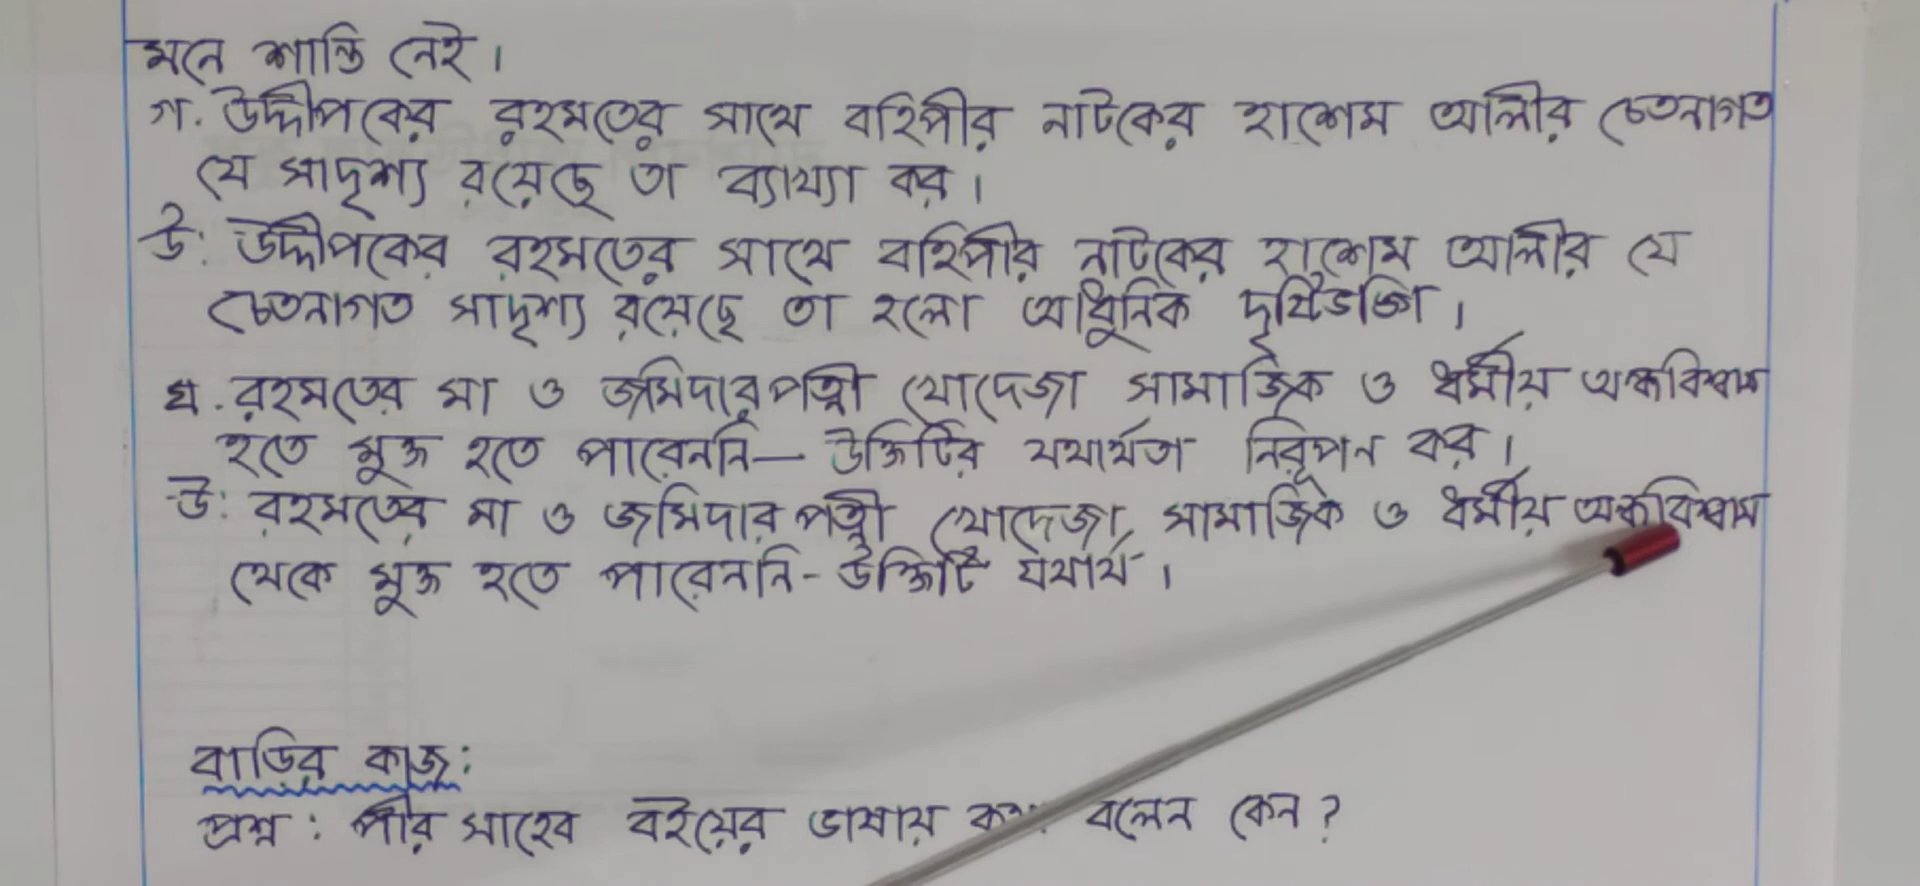 মনে শান্তি নেই।
গ. উদ্দীপকের রহমতের সাথে বহিপীর নাটকের হাশেম আলীর চেতনাগত
যে সাদৃশ্য রয়েছে তা ব্যাখ্যা কর।
উ: উদ্দীপকের রহমতের সাথে বহিপীর নাটকের হাশেম আলীর যে
চেতনাগত সাদৃশ্য রয়েছে তা হলো আধুনিক দৃষ্টিভঙ্গি।
ঘ. রহমতের মা ও জমিদারপত্নী খোদেজা সামাজিক ও ধর্মীয় অন্ধবিশ্বাস
হতে মুক্ত হতে পারেননি— উক্তিটির যথার্থতা নিরূপন কর।
উ: রহমতের মা ও জমিদার পত্নী খোদেজা সামাজিক ও ধর্মীয় অন্ধবিশ্বাস
থেকে মুক্ত হতে পারেননি- উক্তিটি যথার্থ।
বাড়ির কাজ:
প্রশ্ন : পীর সাহেব বইয়ের ভাষায় বলেন কেন?